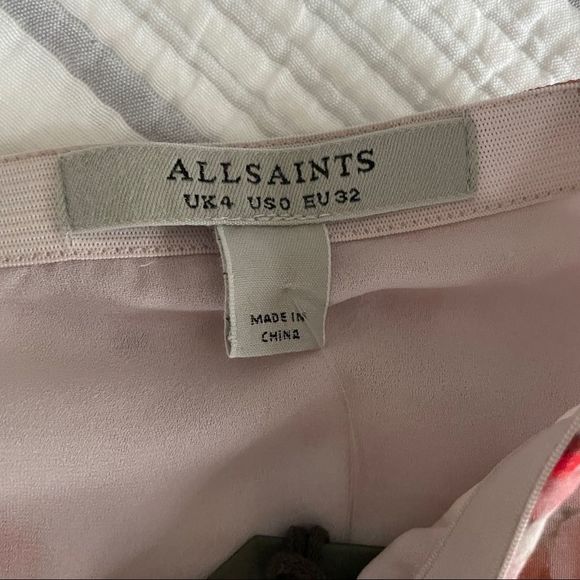 ALLSAINTS
UK4 US0 EU32
MADE IN
CHINA